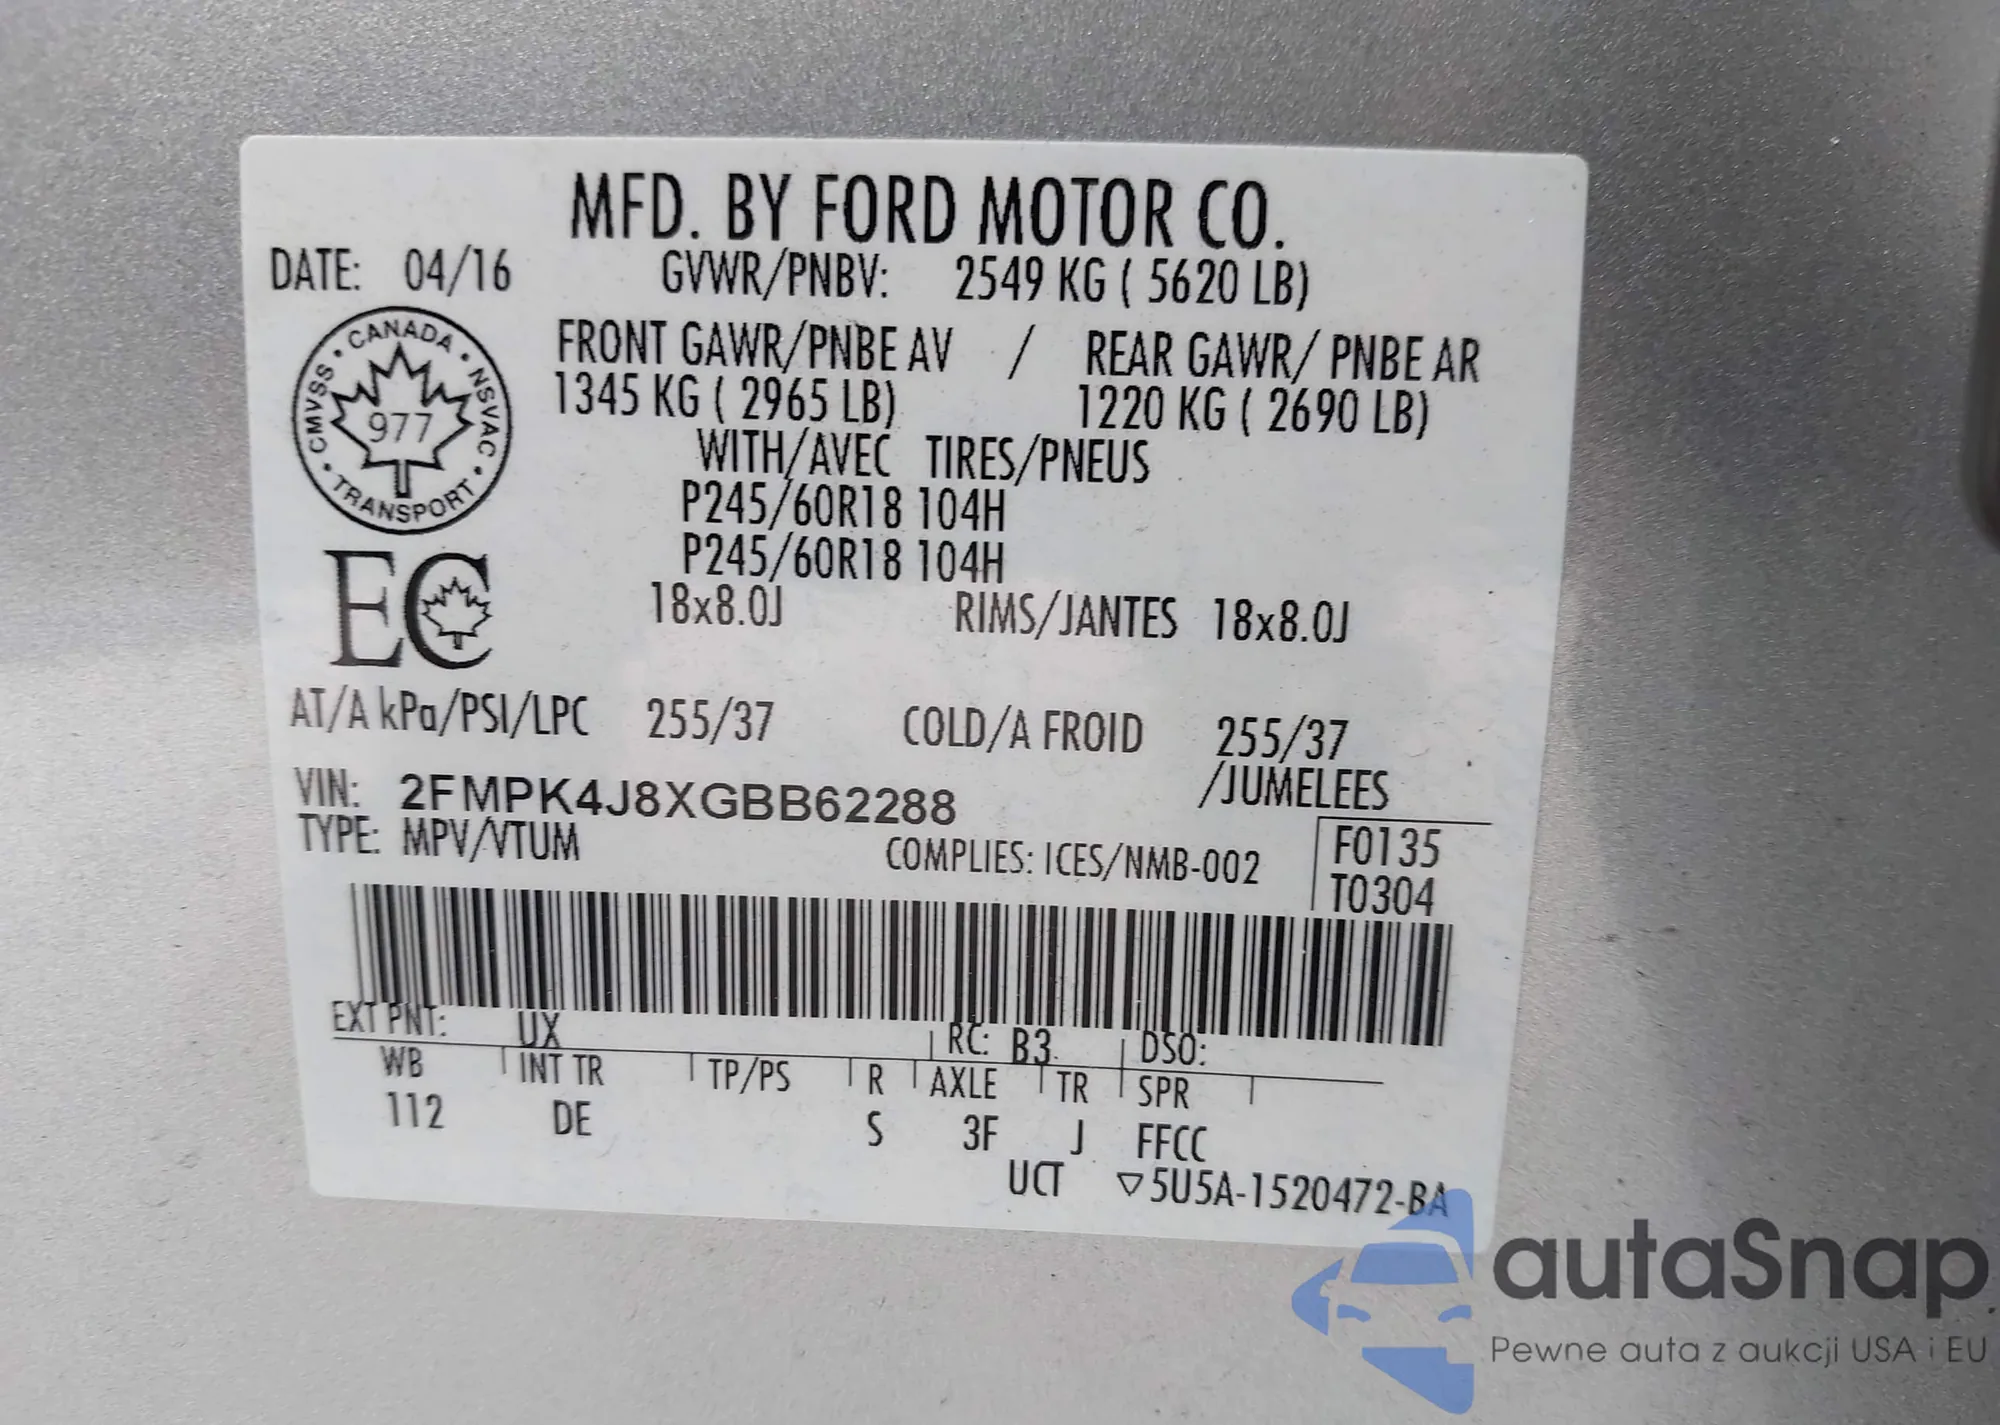 MFD. BY FORD MOTOR CO.
DATE: 04/16
GVWR/PNBV: 2549 KG ( 5620 LB)
FRONT GAWR/PNBE AV / REAR GAWR/ PNBE AR
1345 KG ( 2965 LB) 1220 KG ( 2690 LB)
WITH/AVEC TIRES/PNEUS
P245/60R18 104H
P245/60R18 104H
18x8.0J RIMS/JANTES 18x8.0J
CANADA • NSVAC • TRANSPORT • CMVSS •
977
EC
AT/A kPa/PSI/LPC 255/37 COLD/A FROID 255/37
/JUMELEES
VIN: 2FMPK4J8XGBB62288
TYPE: MPV/VTUM COMPLIES: ICES/NMB-002
F0135
T0304
EXT PNT: UX RC: B3 DSO:
WB INT TR TP/PS R AXLE TR SPR
112 DE S 3F J FFCC
UCT ▽5U5A-1520472-BA
autaSnap
Pewne auta z aukcji USA i EU